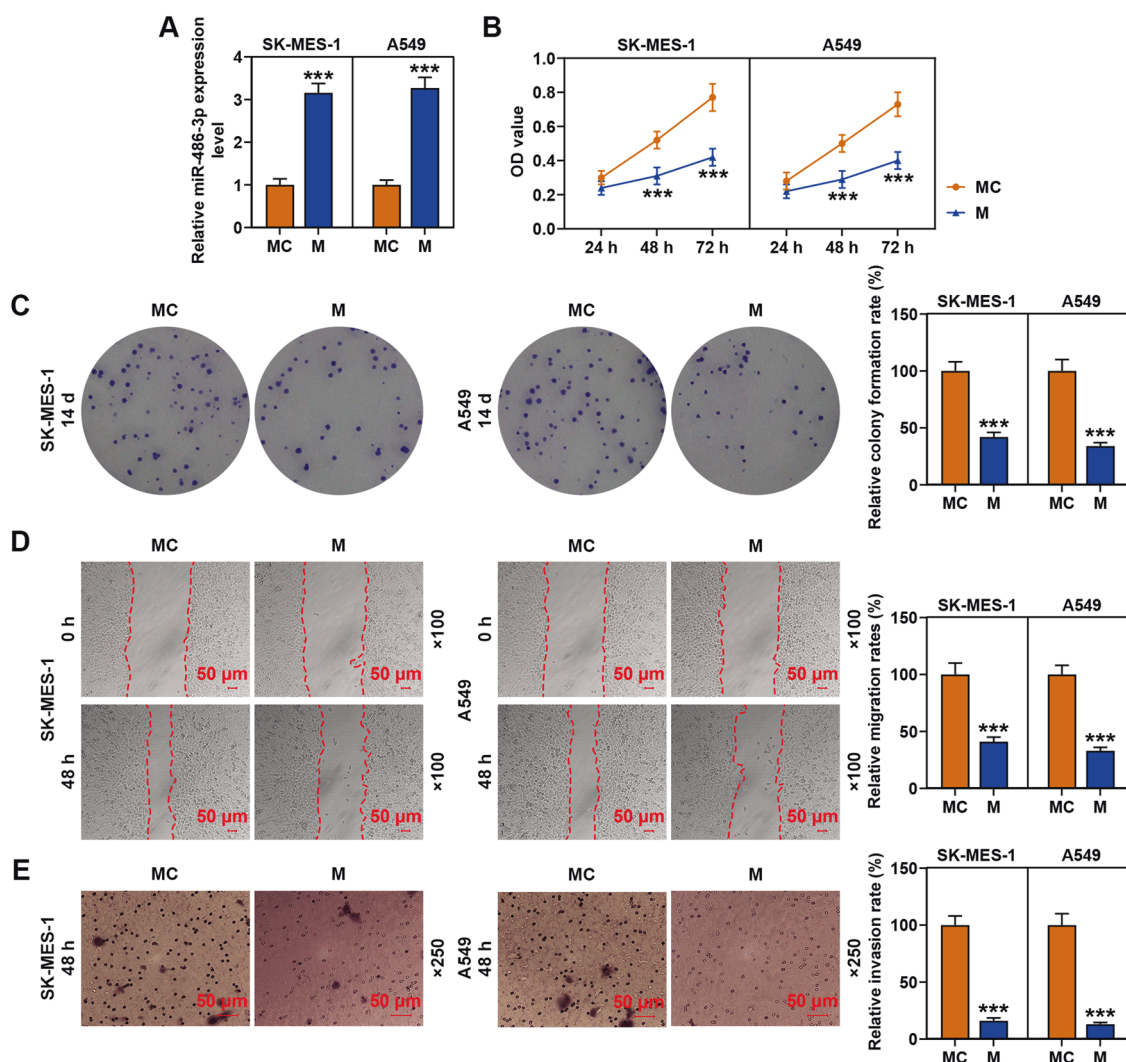 A
SK-MES-1 A549
Relative miR-486-3p expression
level
4
3
2
1
0
*** ***
MC M MC M
B
SK-MES-1 A549
OD value
1.0
0.8
0.6
0.4
0.2
0.0
*** *** *** ***
24 h 48 h 72 h 24 h 48 h 72 h
MC
M
C
MC M MC M
SK-MES-1
14 d
A549
14 d
Relative colony formation rate (%)
SK-MES-1 A549
150
100
50
0
*** ***
MC M MC M
D
MC M MC M
SK-MES-1
0 h
50 µm 50 µm
×100
A549
0 h
50 µm 50 µm
×100
48 h
50 µm 50 µm
×100
48 h
50 µm 50 µm
×100
Relative migration rates (%)
SK-MES-1 A549
150
100
50
0
*** ***
MC M MC M
E
MC M MC M
SK-MES-1
48 h
50 µm 50 µm
×250
A549
48 h
50 µm 50 µm
×250
Relative invasion rate (%)
SK-MES-1 A549
150
100
50
0
*** ***
MC M MC M